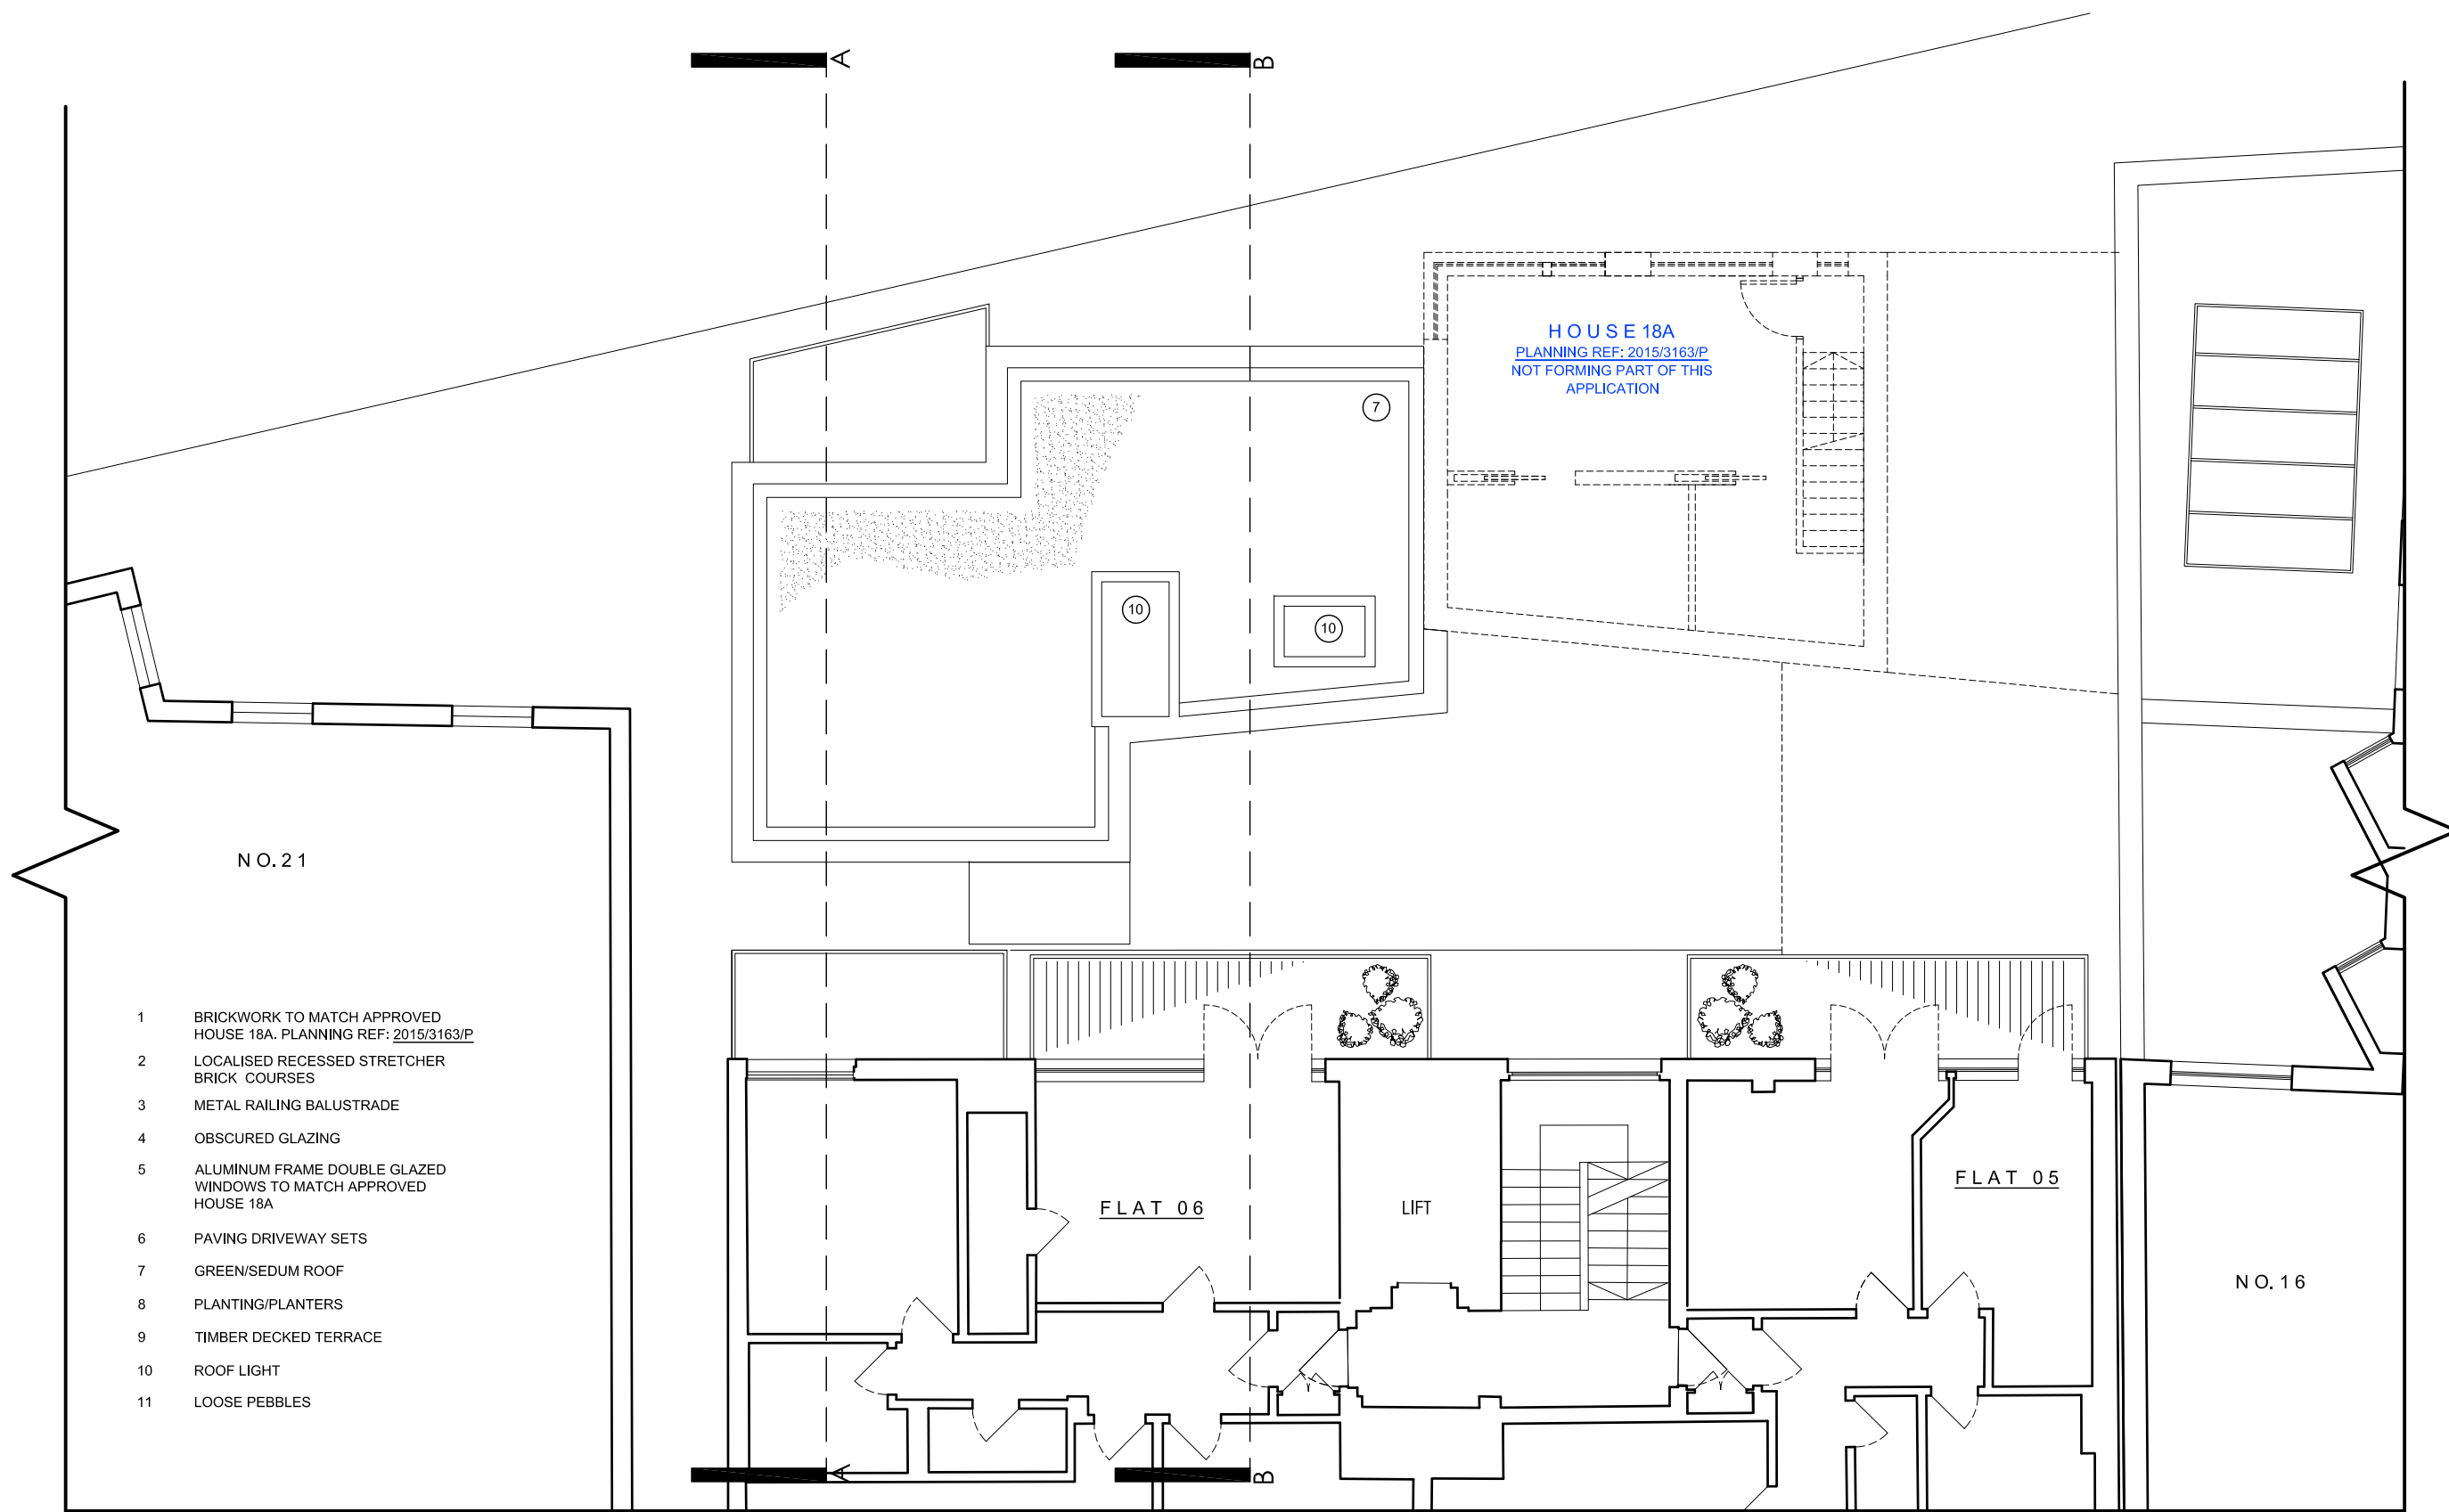 A
B
HOUSE 18A
PLANNING REF: 2015/3163/P
NOT FORMING PART OF THIS
APPLICATION
7
10
10
NO.21
1 BRICKWORK TO MATCH APPROVED
HOUSE 18A. PLANNING REF: 2015/3163/P
2 LOCALISED RECESSED STRETCHER
BRICK COURSES
3 METAL RAILING BALUSTRADE
4 OBSCURED GLAZING
5 ALUMINUM FRAME DOUBLE GLAZED
WINDOWS TO MATCH APPROVED
HOUSE 18A
6 PAVING DRIVEWAY SETS
7 GREEN/SEDUM ROOF
8 PLANTING/PLANTERS
9 TIMBER DECKED TERRACE
10 ROOF LIGHT
11 LOOSE PEBBLES
FLAT 06
LIFT
FLAT 05
NO.16
A
B